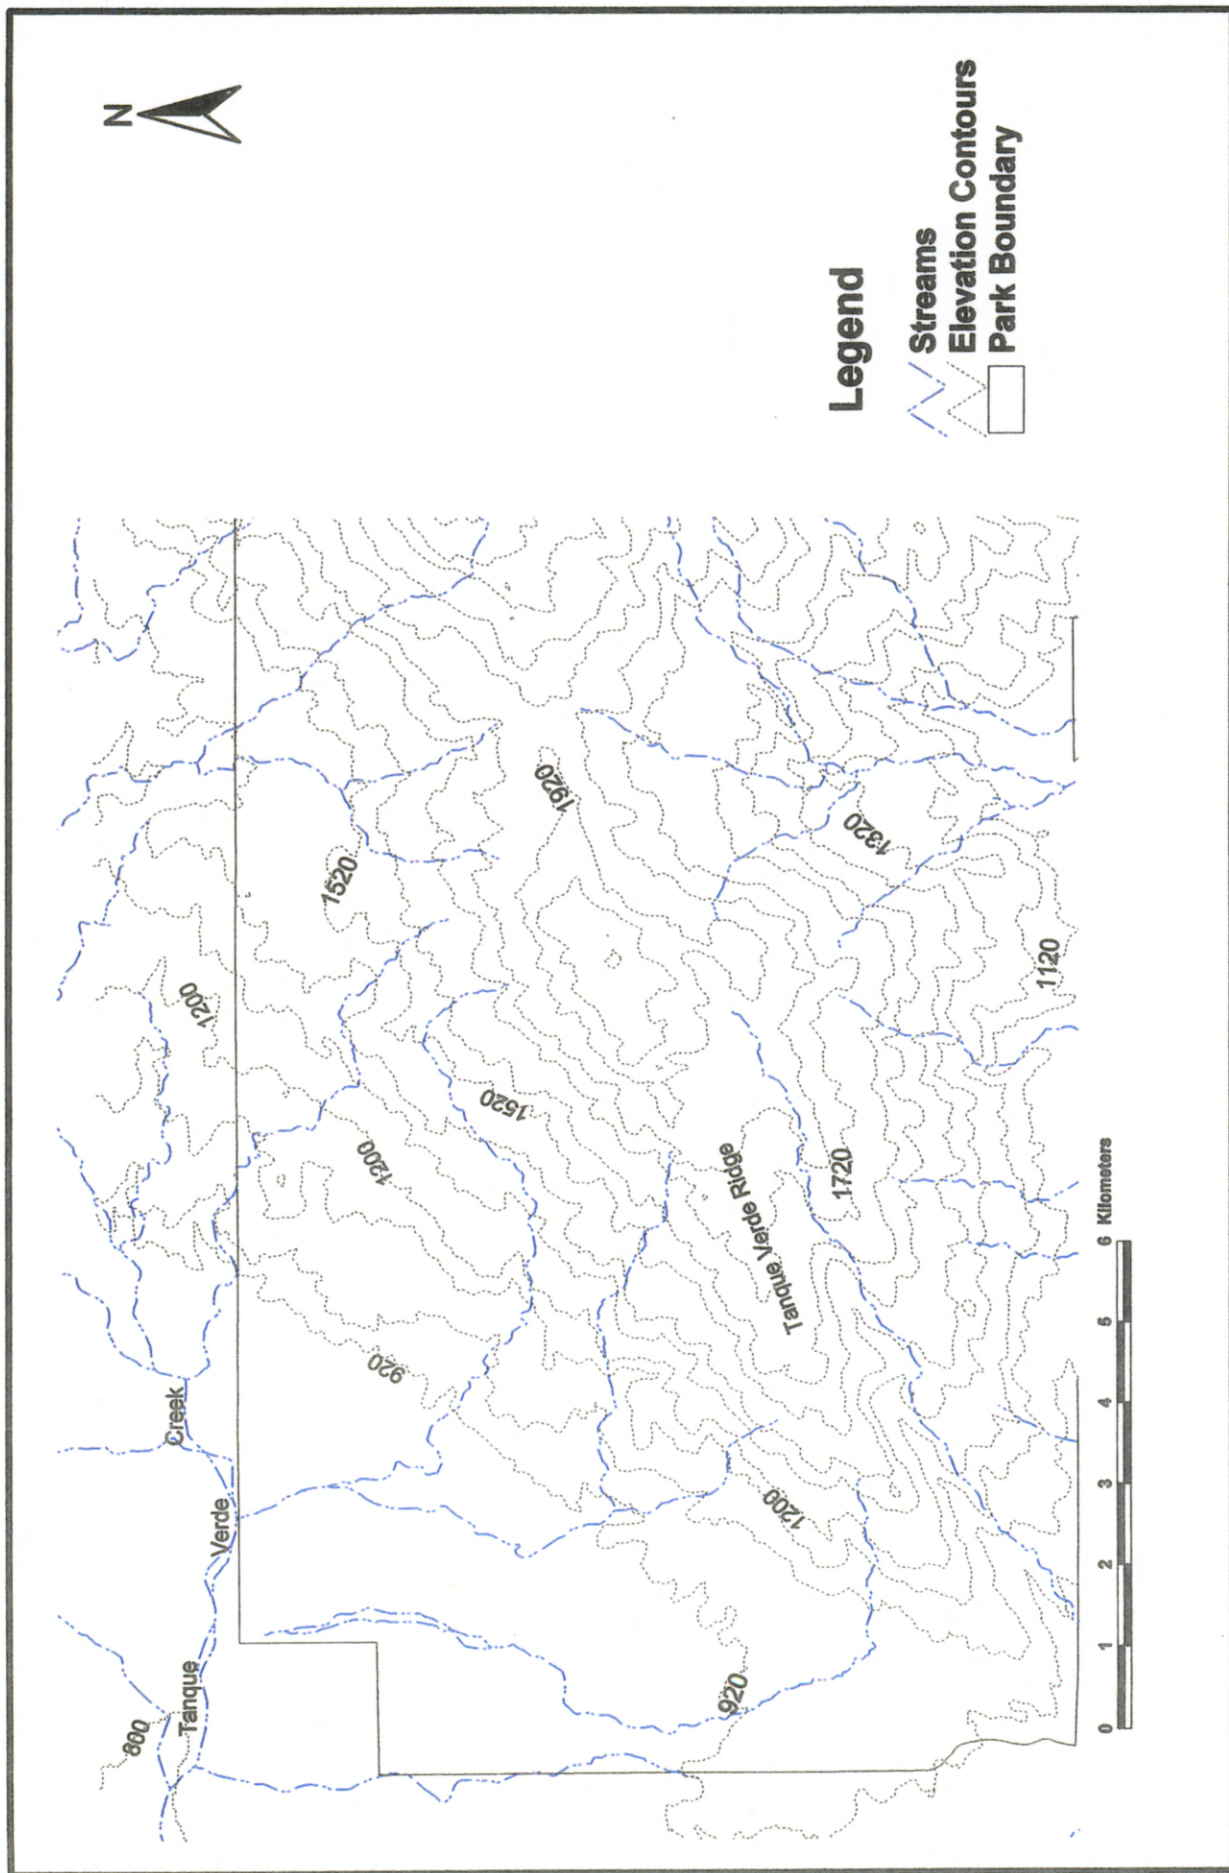 N
800
Tanque
Verde
Creek
1200
1520
920
1200
1520
1920
920
1200
Tanque Verde Ridge
1720
1320
1120
0 1 2 3 4 5 6 Kilometers
Legend
Streams
Elevation Contours
Park Boundary